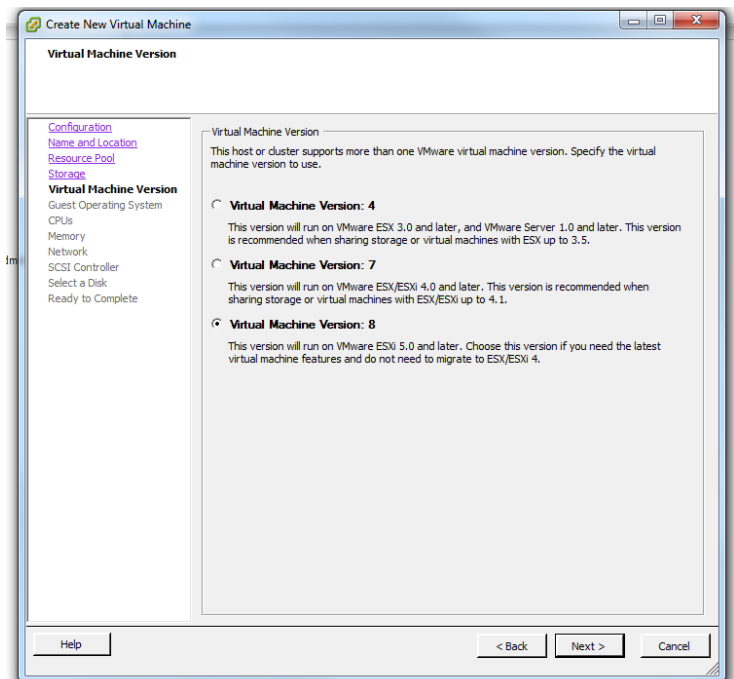 Create New Virtual Machine
Virtual Machine Version
Configuration
Name and Location
Resource Pool
Storage
Virtual Machine Version
Guest Operating System
CPUs
Memory
Network
SCSI Controller
Select a Disk
Ready to Complete
Virtual Machine Version
This host or cluster supports more than one VMware virtual machine version. Specify the virtual
machine version to use.
Virtual Machine Version: 4
This version will run on VMware ESX 3.0 and later, and VMware Server 1.0 and later. This version
is recommended when sharing storage or virtual machines with ESX up to 3.5.
Virtual Machine Version: 7
This version will run on VMware ESX/ESXi 4.0 and later. This version is recommended when
sharing storage or virtual machines with ESX/ESXi up to 4.1.
Virtual Machine Version: 8
This version will run on VMware ESXi 5.0 and later. Choose this version if you need the latest
virtual machine features and do not need to migrate to ESX/ESXi 4.
Help
< Back
Next >
Cancel